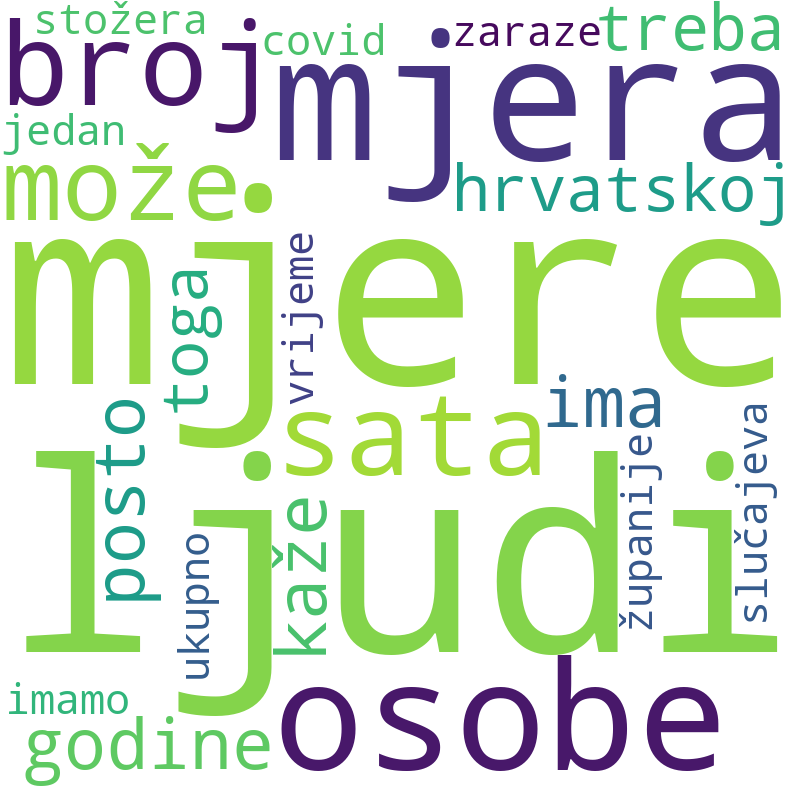 stožera
covid
zaraze
treba
broj
mjera
jedan
može
hrvatskoj
mjere
toga
vrijeme
ima
posto
sata
županije
slučajeva
ljudi
kaže
ukupno
imamo
godine
osobe